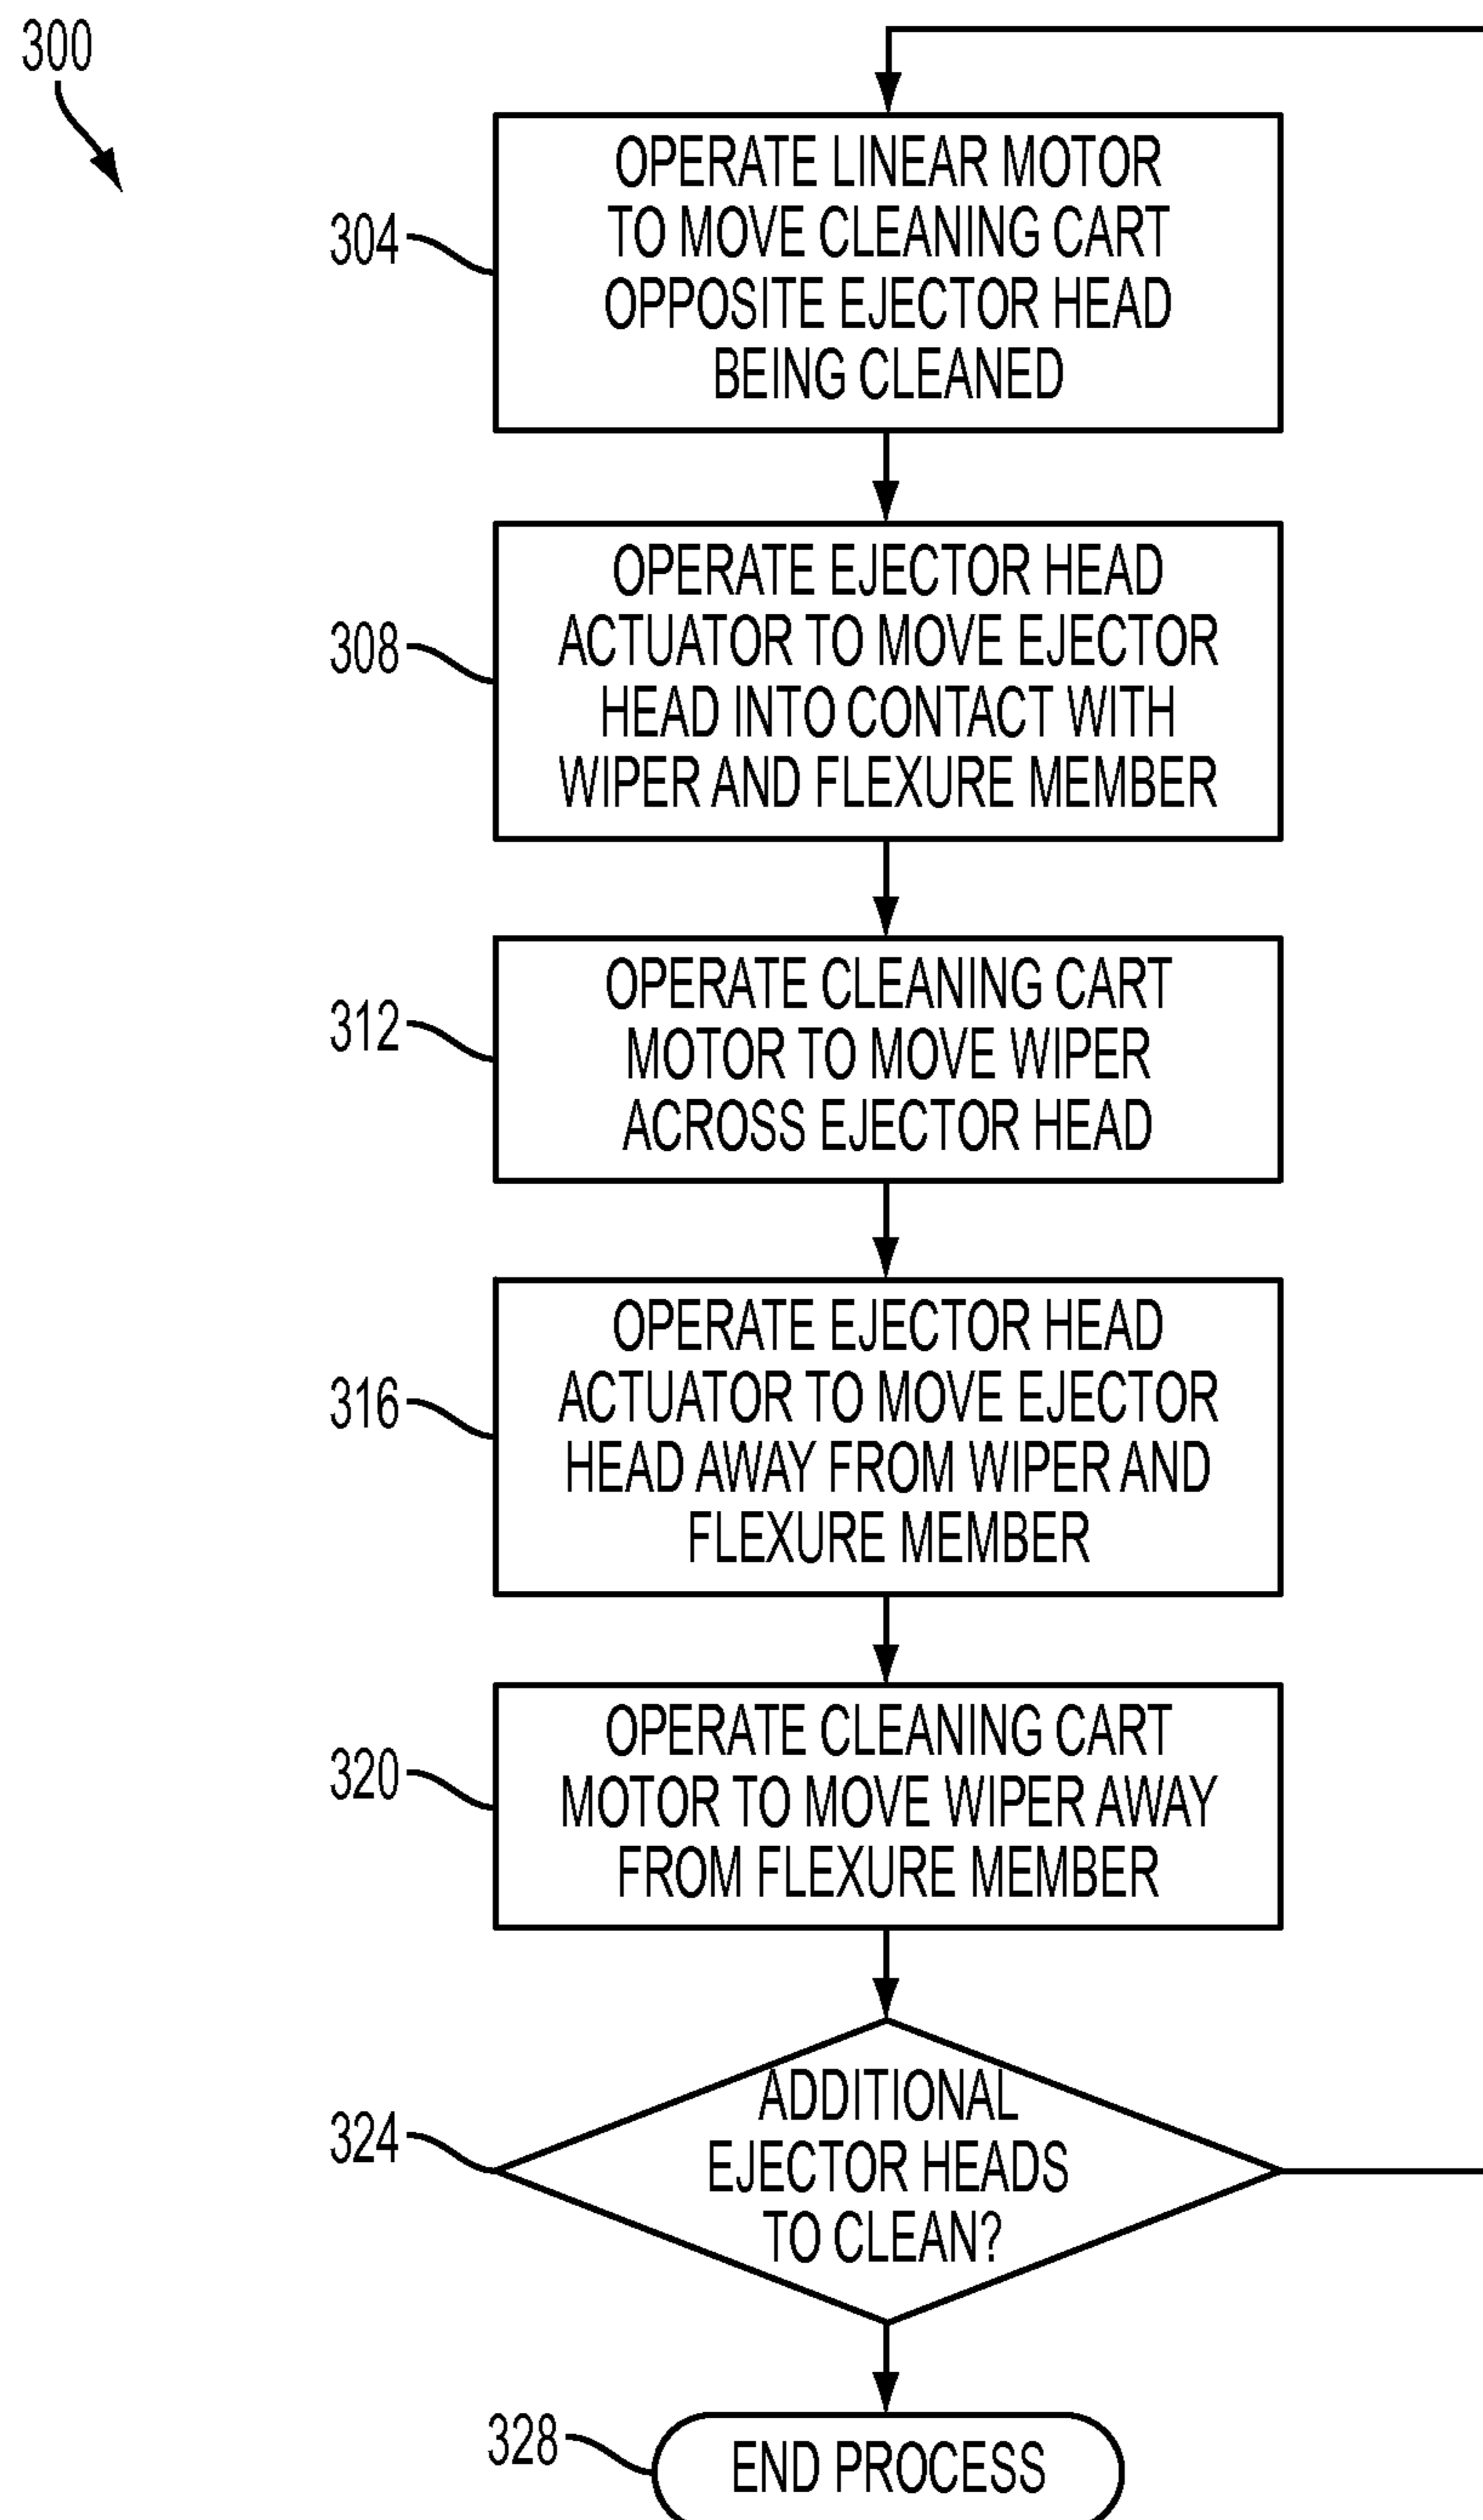 300
304
OPERATE LINEAR MOTOR
TO MOVE CLEANING CART
OPPOSITE EJECTOR HEAD
BEING CLEANED
308
OPERATE EJECTOR HEAD
ACTUATOR TO MOVE EJECTOR
HEAD INTO CONTACT WITH
WIPER AND FLEXURE MEMBER
312
OPERATE CLEANING CART
MOTOR TO MOVE WIPER
ACROSS EJECTOR HEAD
316
OPERATE EJECTOR HEAD
ACTUATOR TO MOVE EJECTOR
HEAD AWAY FROM WIPER AND
FLEXURE MEMBER
320
OPERATE CLEANING CART
MOTOR TO MOVE WIPER AWAY
FROM FLEXURE MEMBER
324
ADDITIONAL
EJECTOR HEADS
TO CLEAN?
328
END PROCESS